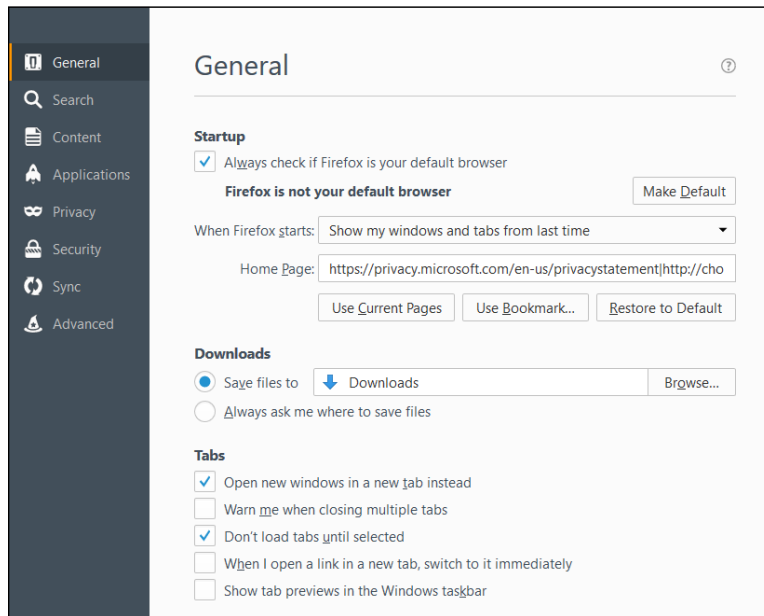 General
Search
Content
Applications
Privacy
Security
Sync
Advanced
General
?
Startup
Always check if Firefox is your default browser
Firefox is not your default browser
Make Default
When Firefox starts: Show my windows and tabs from last time
Home Page: https://privacy.microsoft.com/en-us/privacystatement|http://cho
Use Current Pages Use Bookmark... Restore to Default
Downloads
Save files to Downloads Browse...
Always ask me where to save files
Tabs
Open new windows in a new tab instead
Warn me when closing multiple tabs
Don't load tabs until selected
When I open a link in a new tab, switch to it immediately
Show tab previews in the Windows taskbar